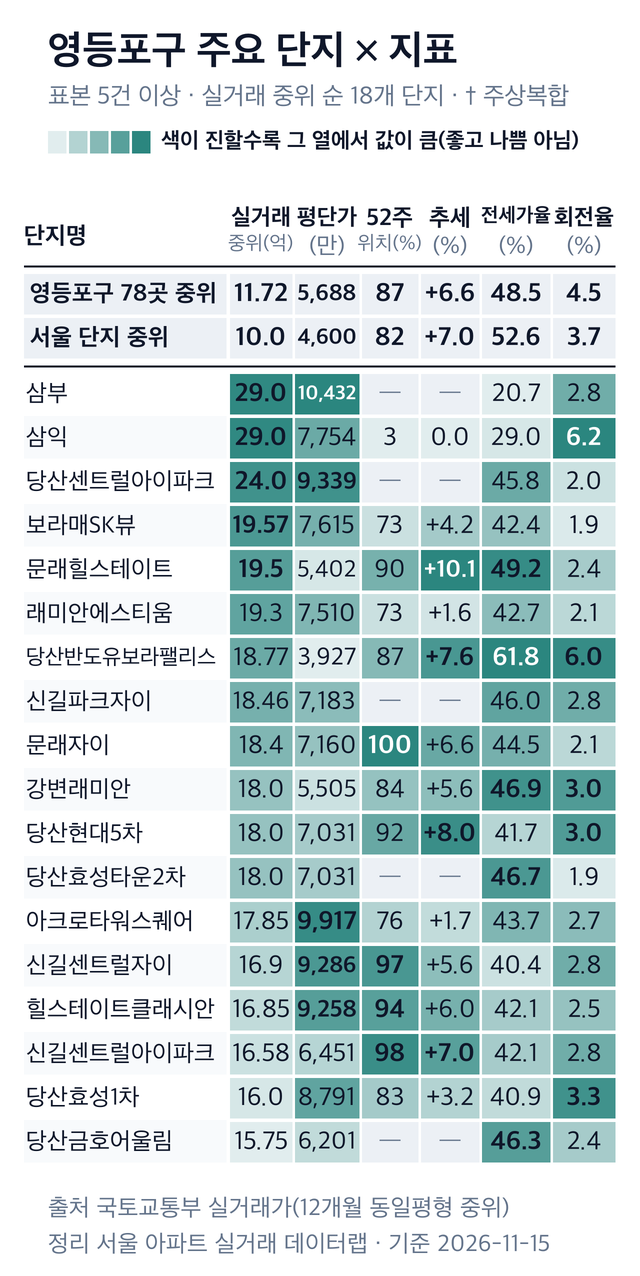 영등포구 주요 단지 × 지표
표본 5건 이상 · 실거래 중위 순 18개 단지 · † 주상복합
색이 진할수록 그 열에서 값이 큼(좋고 나쁨 아님)
단지명 실거래 중위(억) 평단가 (만) 52주 위치(%) 추세 (%) 전세가율 (%) 회전율 (%)
영등포구 78곳 중위 11.72 5,688 87 +6.6 48.5 4.5
서울 단지 중위 10.0 4,600 82 +7.0 52.6 3.7
삼부 29.0 10,432 — — 20.7 2.8
삼익 29.0 7,754 3 0.0 29.0 6.2
당산센트럴아이파크 24.0 9,339 — — 45.8 2.0
보라매SK뷰 19.57 7,615 73 +4.2 42.4 1.9
문래힐스테이트 19.5 5,402 90 +10.1 49.2 2.4
래미안에스티움 19.3 7,510 73 +1.6 42.7 2.1
당산반도유보라팰리스 18.77 3,927 87 +7.6 61.8 6.0
신길파크자이 18.46 7,183 — — 46.0 2.8
문래자이 18.4 7,160 100 +6.6 44.5 2.1
강변래미안 18.0 5,505 84 +5.6 46.9 3.0
당산현대5차 18.0 7,031 92 +8.0 41.7 3.0
당산효성타운2차 18.0 7,031 — — 46.7 1.9
아크로타워스퀘어 17.85 9,917 76 +1.7 43.7 2.7
신길센트럴자이 16.9 9,286 97 +5.6 40.4 2.8
힐스테이트클래시안 16.85 9,258 94 +6.0 42.1 2.5
신길센트럴아이파크 16.58 6,451 98 +7.0 42.1 2.8
당산효성1차 16.0 8,791 83 +3.2 40.9 3.3
당산금호어울림 15.75 6,201 — — 46.3 2.4
출처 국토교통부 실거래가(12개월 동일평형 중위)
정리 서울 아파트 실거래 데이터랩 · 기준 2026-11-15